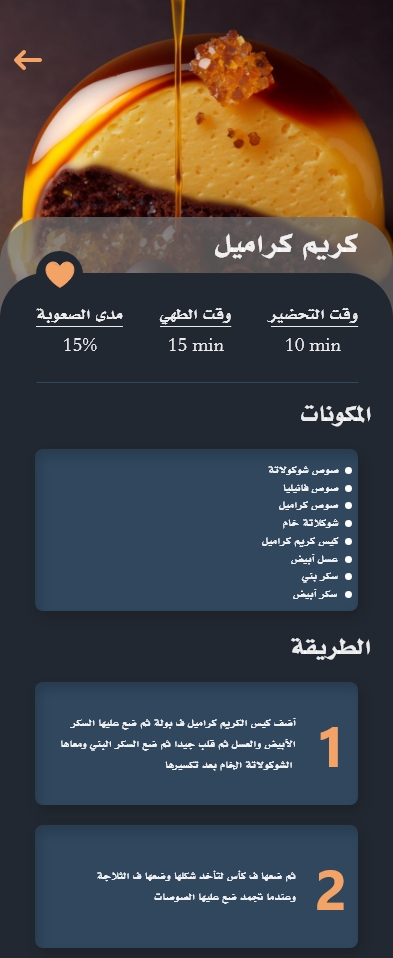 كريم كراميل
وقت التحضير
10 min
وقت الطهي
15 min
مدى الصعوبة
15%
المكونات
صوص شوكولاتة
صوص فانيليا
صوص كراميل
شوكلاتة خام
كيس كريم كراميل
عسل أبيض
سكر بني
سكر أبيض
الطريقة
1
أضف كيس الكريم كراميل ف بولة ثم ضع عليها السكر
الأبيض والعسل ثم قلب جيدا ثم ضع السكر البني ومعاها
الشوكولاتة الخام بعد تكسيرها
2
ثم ضعها ف كأس لتأخد شكلها وضعها ف الثلاجة
وعندما تجمد ضع عليها الصوصات